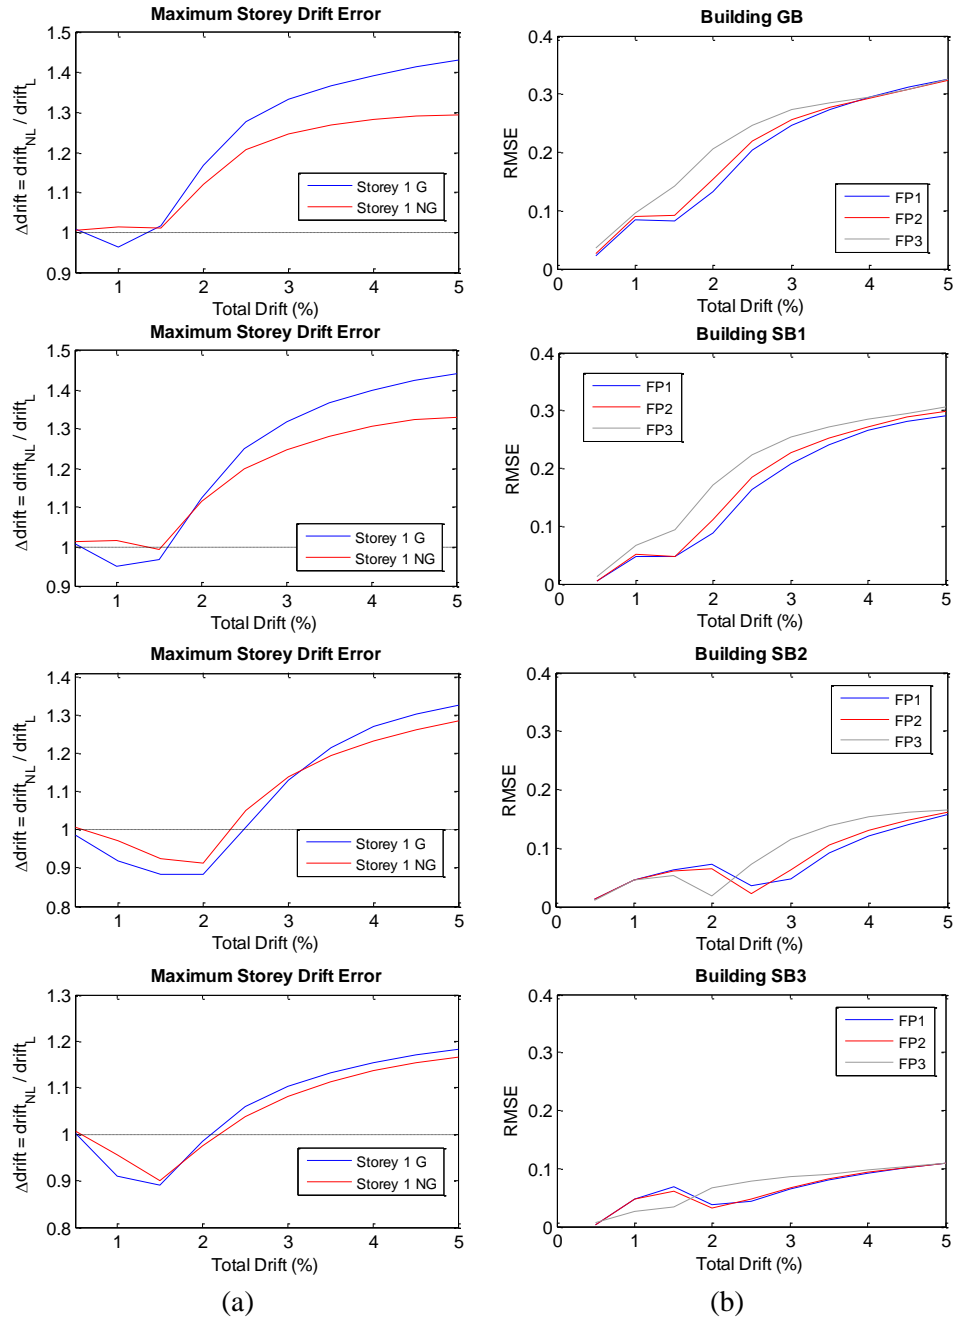 Maximum Storey Drift Error
1.5
1.4
1.3
1.2
1.1
1
0.9
Δdrift = drift_NL / drift_L
Storey 1 G
Storey 1 NG
1 2 3 4 5
Total Drift (%)
Building GB
0.4
0.3
0.2
0.1
0
RMSE
FP1
FP2
FP3
0 1 2 3 4 5
Total Drift (%)
Maximum Storey Drift Error
1.5
1.4
1.3
1.2
1.1
1
0.9
Δdrift = drift_NL / drift_L
Storey 1 G
Storey 1 NG
1 2 3 4 5
Total Drift (%)
Building SB1
0.4
0.3
0.2
0.1
0
RMSE
FP1
FP2
FP3
0 1 2 3 4 5
Total Drift (%)
Maximum Storey Drift Error
1.4
1.3
1.2
1.1
1
0.9
0.8
Δdrift = drift_NL / drift_L
Storey 1 G
Storey 1 NG
1 2 3 4 5
Total Drift (%)
Building SB2
0.4
0.3
0.2
0.1
0
RMSE
FP1
FP2
FP3
0 1 2 3 4 5
Total Drift (%)
Maximum Storey Drift Error
1.3
1.2
1.1
1
0.9
0.8
Δdrift = drift_NL / drift_L
Storey 1 G
Storey 1 NG
1 2 3 4 5
Total Drift (%)
Building SB3
0.4
0.3
0.2
0.1
0
RMSE
FP1
FP2
FP3
0 1 2 3 4 5
Total Drift (%)
(a) (b)